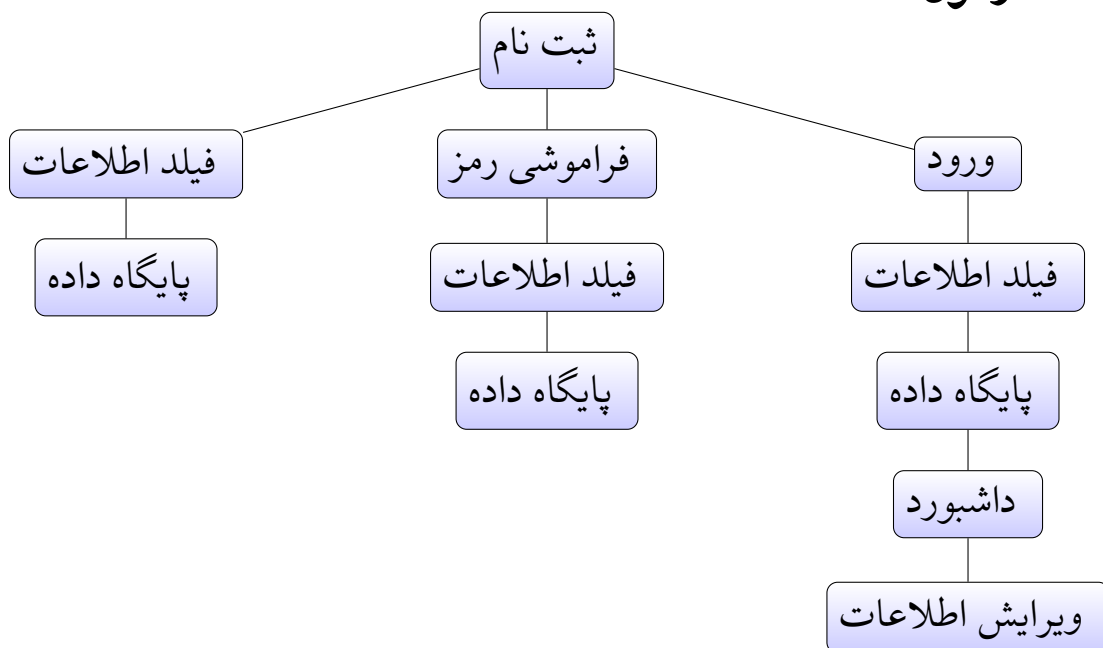 ثبت نام
ورود
فراموشی رمز
فیلد اطلاعات
فیلد اطلاعات
فیلد اطلاعات
پایگاه داده
پایگاه داده
پایگاه داده
داشبورد
ویرایش اطلاعات